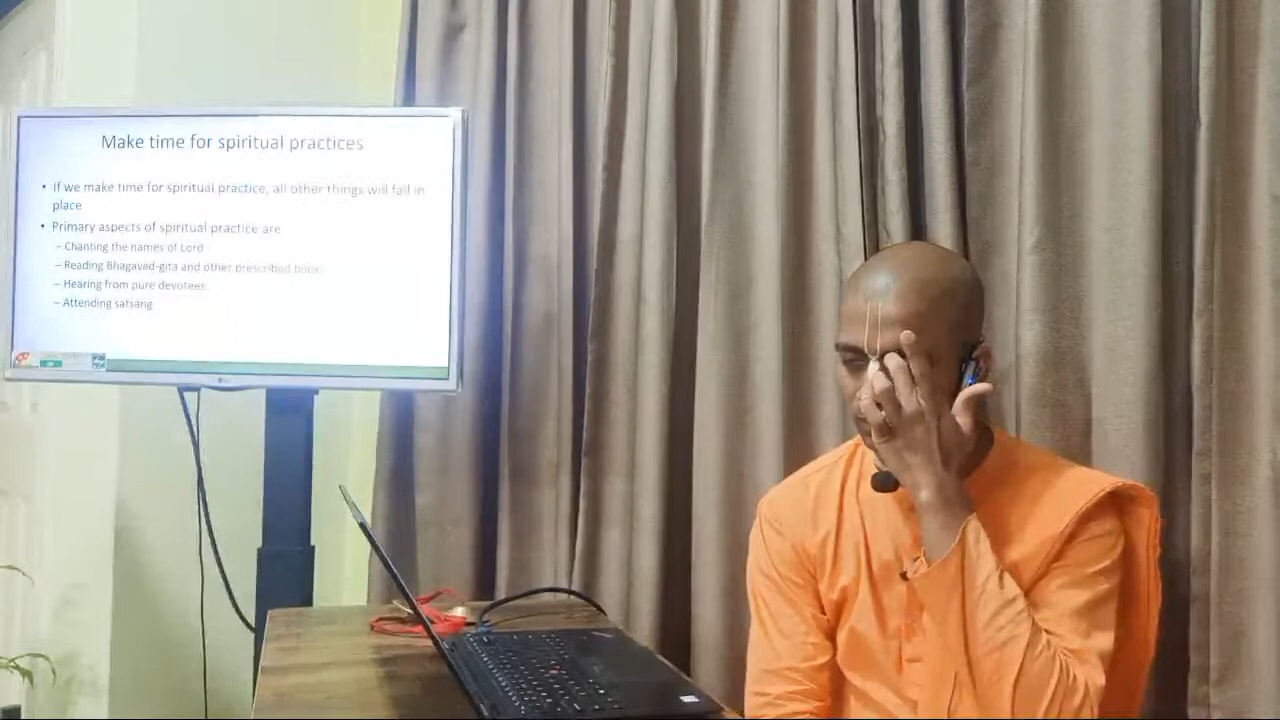 Make time for spiritual practices
• If we make time for spiritual practice, all other things will fall in
place
• Primary aspects of spiritual practice are
– Chanting the names of Lord
– Reading Bhagavad-gita and other prescribed book
– Hearing from pure devotees
– Attending satsang